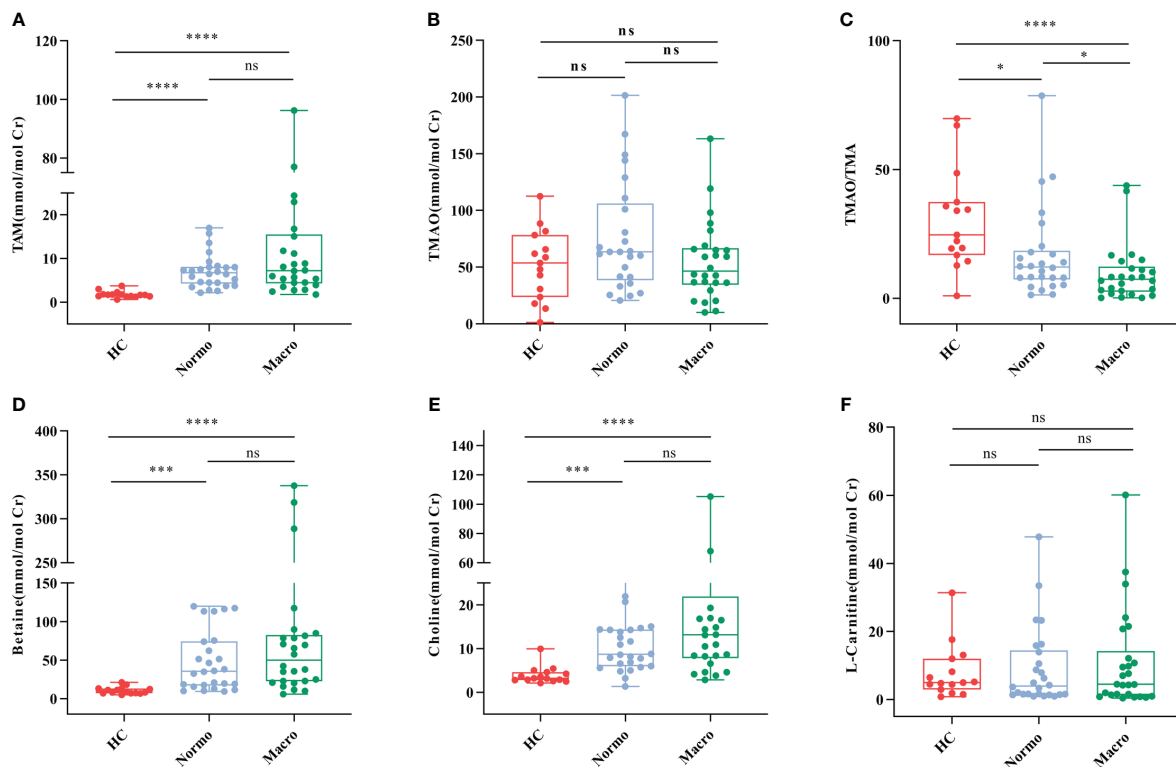 A
TAM(mmol/mol Cr)
120
100
80
20
10
0
****
****
ns
HC
Normo
Macro
B
TMAO(mmol/mol Cr)
250
200
150
100
50
0
ns
ns
ns
HC
Normo
Macro
C
TMAO/TMA
100
50
0
****
*
*
HC
Normo
Macro
D
Betaine(mmol/mol Cr)
400
350
300
250
150
100
50
0
****
***
ns
HC
Normo
Macro
E
Choline(mmol/mol Cr)
140
120
100
80
60
20
10
0
****
***
ns
HC
Normo
Macro
F
L-Carnitine(mmol/mol Cr)
80
60
40
20
0
ns
ns
ns
HC
Normo
Macro